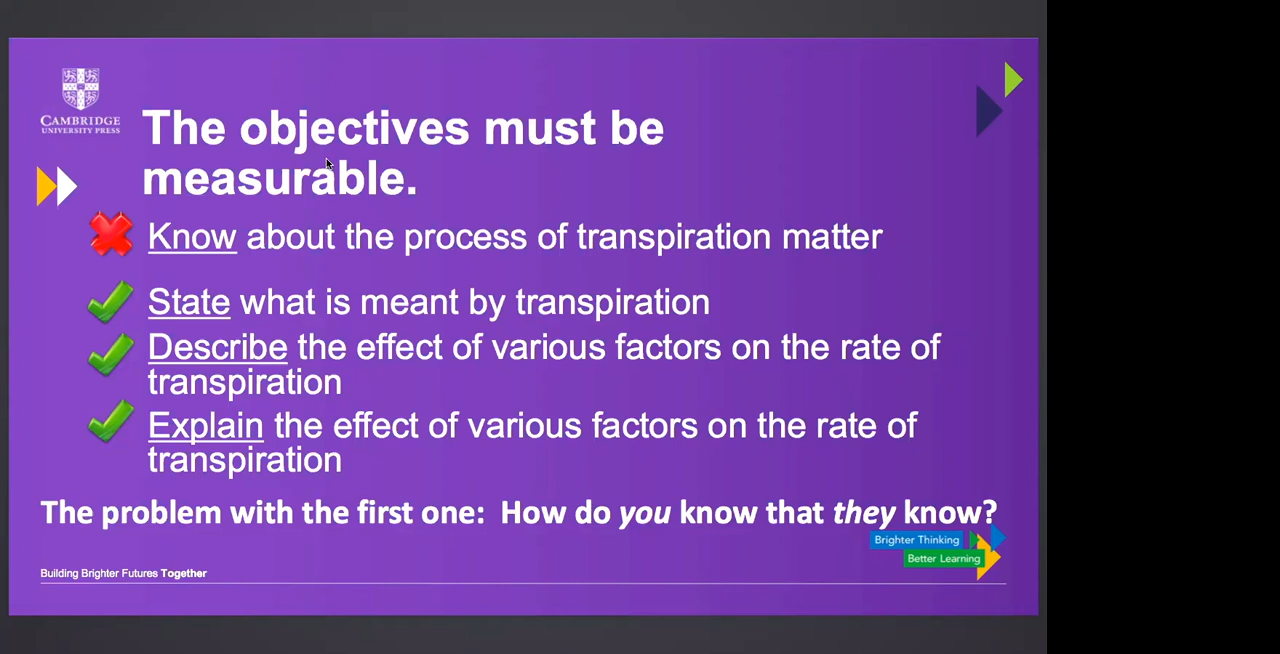 CAMBRIDGE
UNIVERSITY PRESS
The objectives must be
measurable.
Know about the process of transpiration matter
State what is meant by transpiration
Describe the effect of various factors on the rate of
transpiration
Explain the effect of various factors on the rate of
transpiration
The problem with the first one: How do you know that they know?
Brighter Thinking
Better Learning
Building Brighter Futures Together